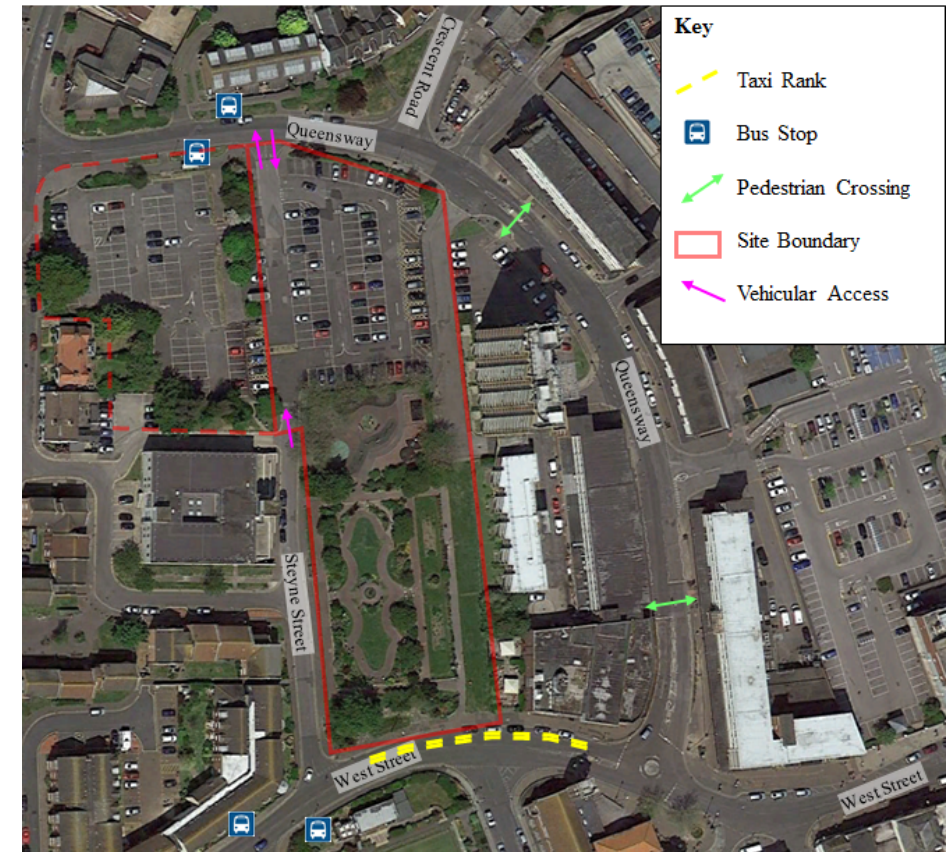 Key
Taxi Rank
Bus Stop
Pedestrian Crossing
Site Boundary
Vehicular Access
Crescent Road
Queensway
Queensway
Steyne Street
West Street
West Street